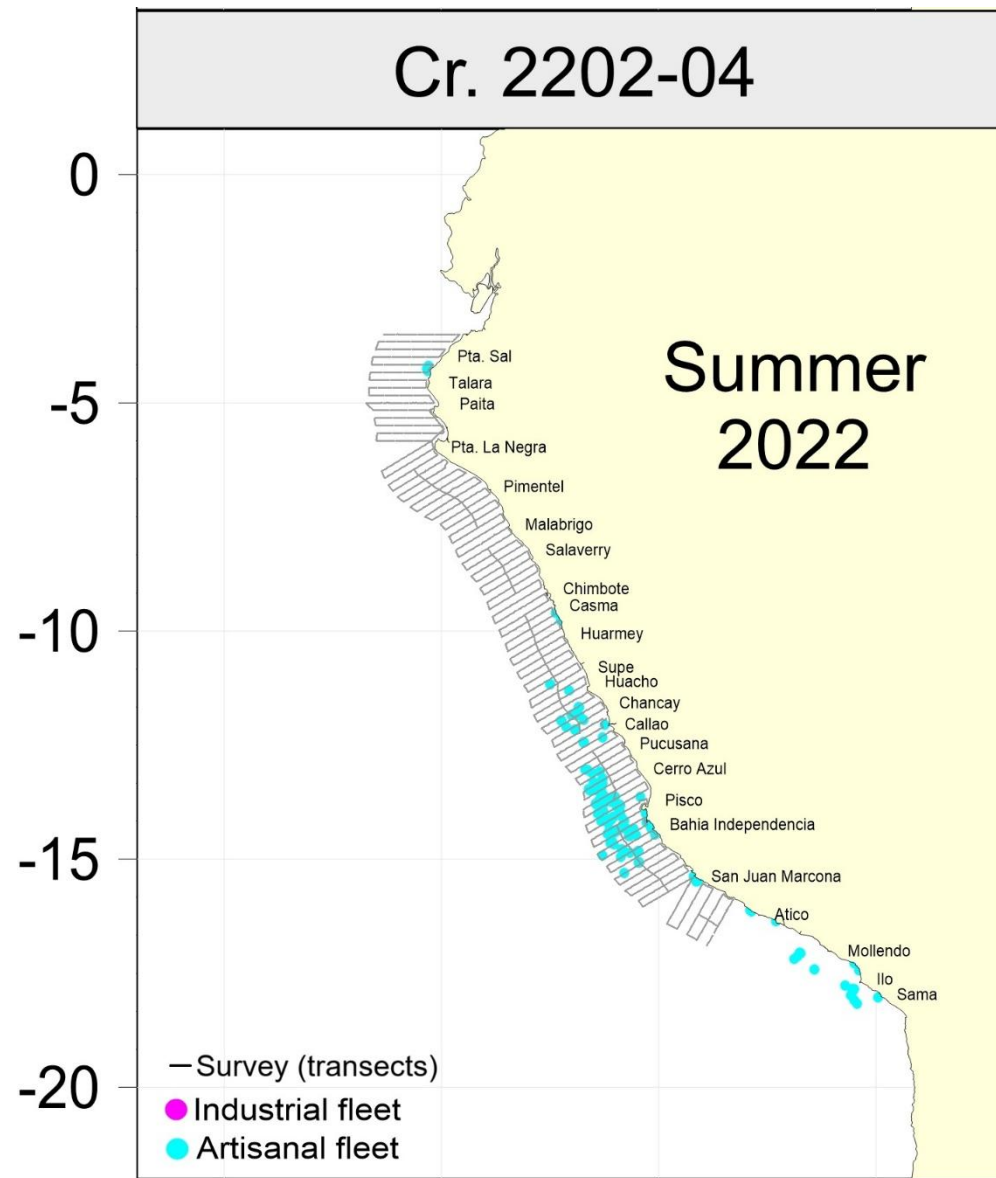 Cr. 2202-04
0
Pta. Sal
Summer
2022
Talara
-5
Paita
Pta. La Negra
Pimentel
Malabrigo
Salaverry
Chimbote
Casma
-10
Huarmey
Supe
Huacho
Chancay
Callao
Pucusana
Cerro Azul
Pisco
Bahia Independencia
-15
San Juan Marcona
Atico
Mollendo
Ilo
Sama
Survey (transects)
-20
Industrial fleet
Artisanal fleet